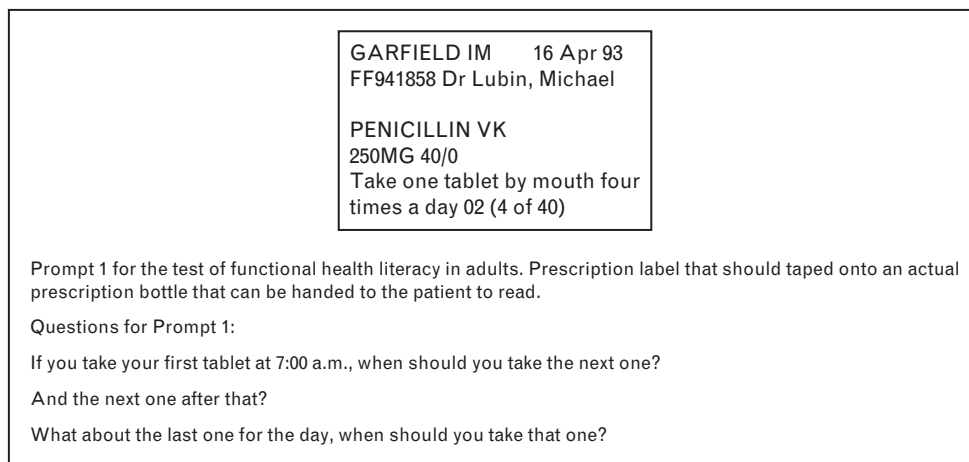 GARFIELD IM 16 Apr 93
FF941858 Dr Lubin, Michael
PENICILLIN VK
250MG 40/0
Take one tablet by mouth four
times a day 02 (4 of 40)
Prompt 1 for the test of functional health literacy in adults. Prescription label that should taped onto an actual
prescription bottle that can be handed to the patient to read.
Questions for Prompt 1:
If you take your first tablet at 7:00 a.m., when should you take the next one?
And the next one after that?
What about the last one for the day, when should you take that one?